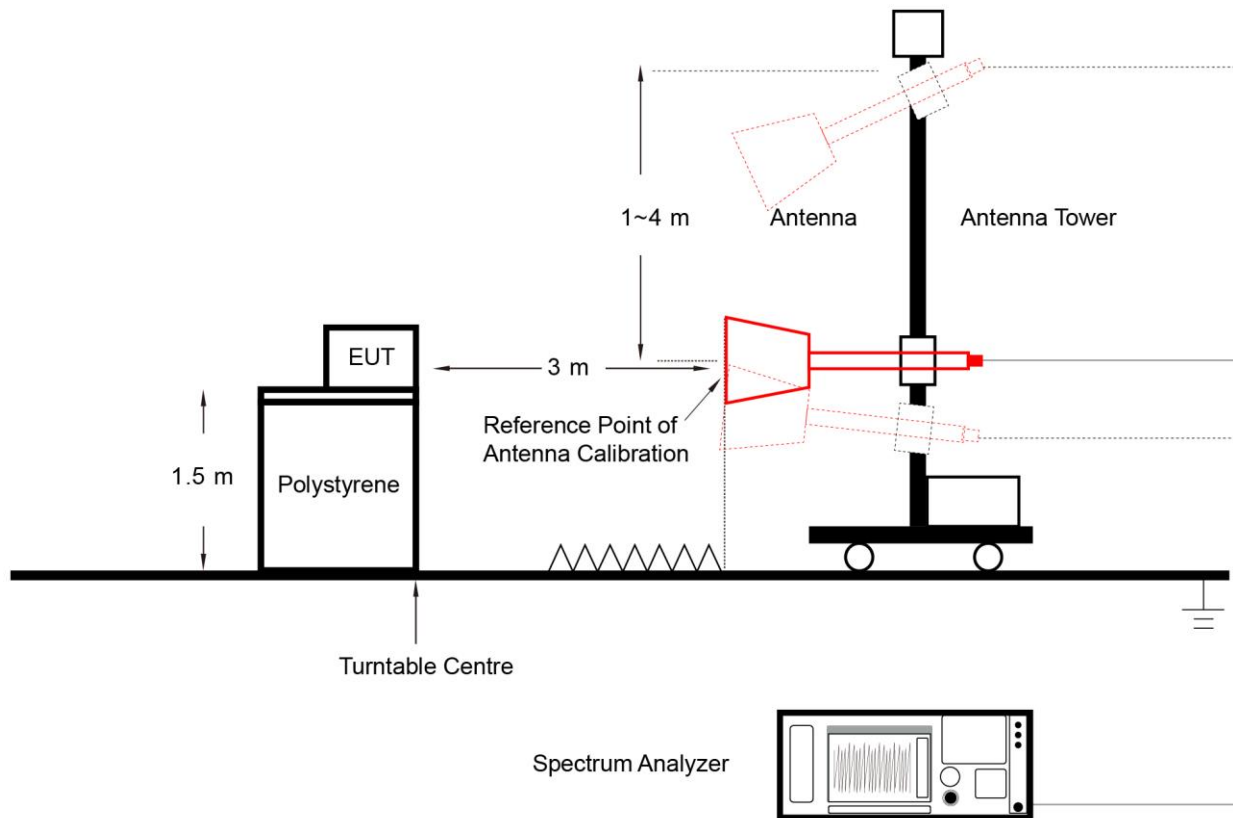 1~4 m
Antenna
Antenna Tower
EUT
3 m
Reference Point of
Antenna Calibration
1.5 m
Polystyrene
Turntable Centre
Spectrum Analyzer